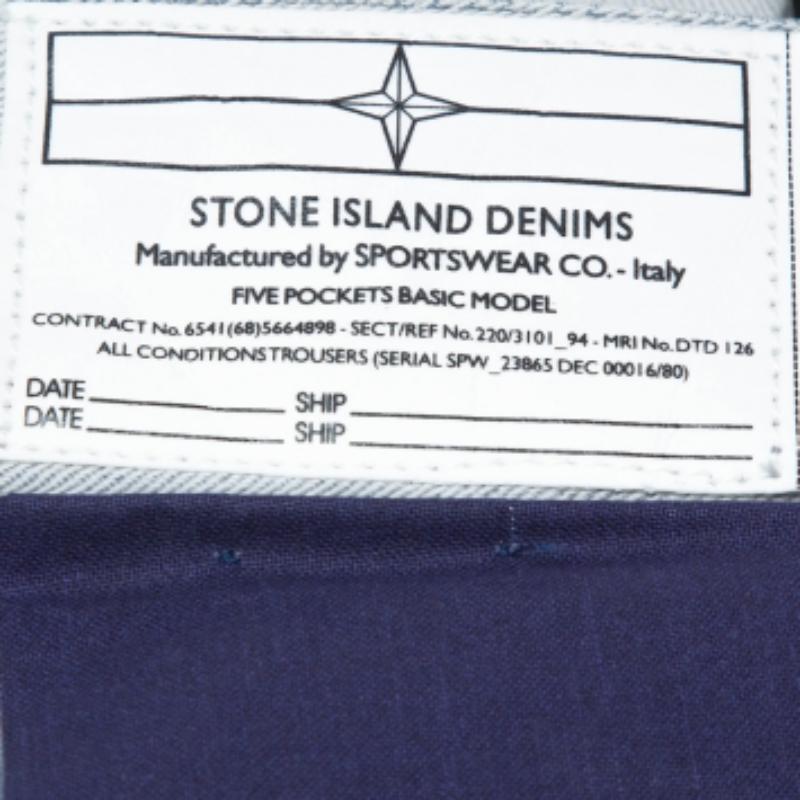 STONE ISLAND DENIMS
Manufactured by SPORTSWEAR CO. - Italy
FIVE POCKETS BASIC MODEL
CONTRACT No. 6541(68)5664898 - SECT/REF No. 220/3101_94 - MRI No. DTD 126
ALL CONDITIONS TROUSERS (SERIAL SPW_23865 DEC 00016/80)
DATE SHIP
DATE SHIP